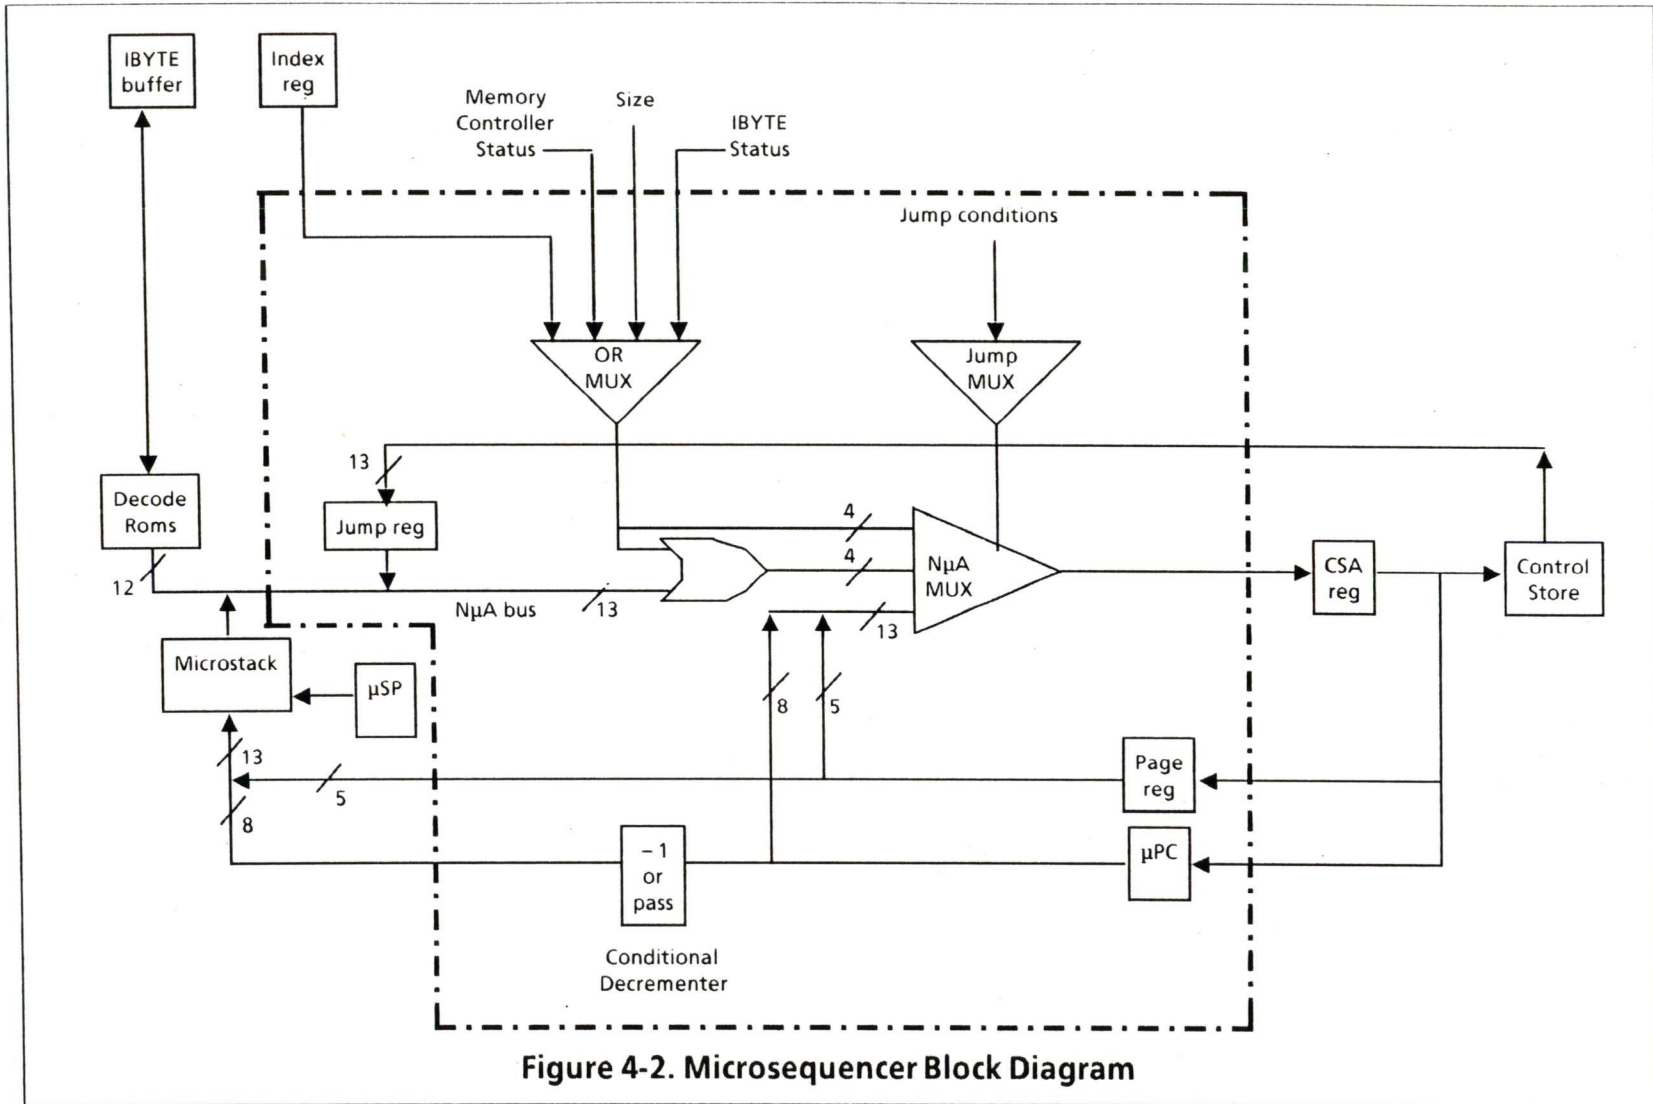 IBYTE
buffer
Index
reg
Memory
Controller
Status
Size
IBYTE
Status
Jump conditions
OR
MUX
Jump
MUX
13
Decode
Roms
Jump reg
12
4
4
NµA
MUX
NµA bus
13
13
CSA
reg
Control
Store
Microstack
µSP
8
5
13
5
8
Page
reg
µPC
– 1
or
pass
Conditional
Decrementer
Figure 4-2. Microsequencer Block Diagram